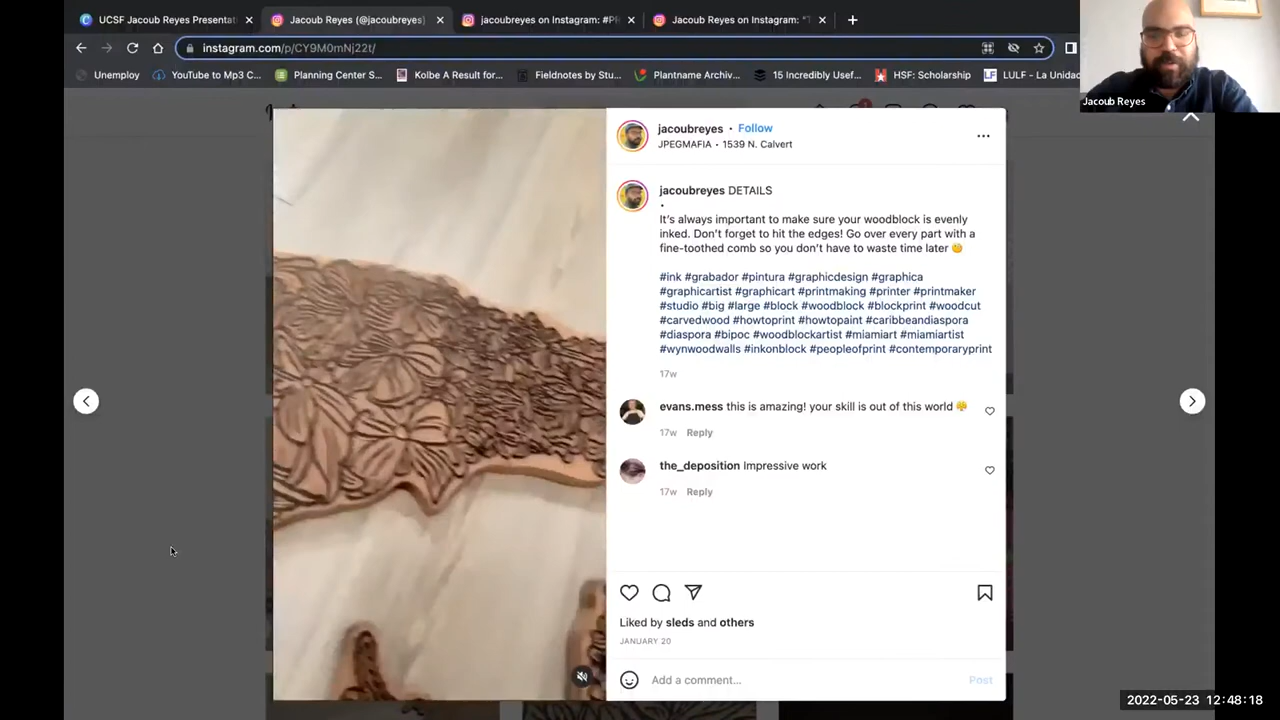 UCSF Jacoub Reyes Presentat
Jacoub Reyes (@jacoubreyes)
jacoubreyes on Instagram: #P
Jacoub Reyes on Instagram: "
instagram.com/p/CY9M0mNj22t/
Unemploy
YouTube to Mp3 C...
Planning Center S...
Kolbe A Result for...
Fieldnotes by Stu...
Plantname Archiv...
15 Incredibly Usef...
HSF: Scholarship
LF LULF - La Unidad
Jacoub Reyes
jacoubreyes • Follow
JPEGMAFIA • 1539 N. Calvert
jacoubreyes DETAILS
.
It's always important to make sure your woodblock is evenly
inked. Don't forget to hit the edges! Go over every part with a
fine-toothed comb so you don't have to waste time later
#ink #grabador #pintura #graphicdesign #graphica
#graphicartist #graphicart #printmaking #printer #printmaker
#studio #big #large #block #woodblock #blockprint #woodcut
#carvedwood #howtoprint #howtopaint #caribbeandiaspora
#diaspora #bipoc #woodblockartist #miamiart #miamiartist
#wynwoodwalls #inkonblock #peopleofprint #contemporaryprint
17w
evans.mess this is amazing! your skill is out of this world
17w Reply
the_deposition Impressive work
17w Reply
Liked by sleds and others
JANUARY 20
Add a comment...
Post
2022-05-23 12:48:18